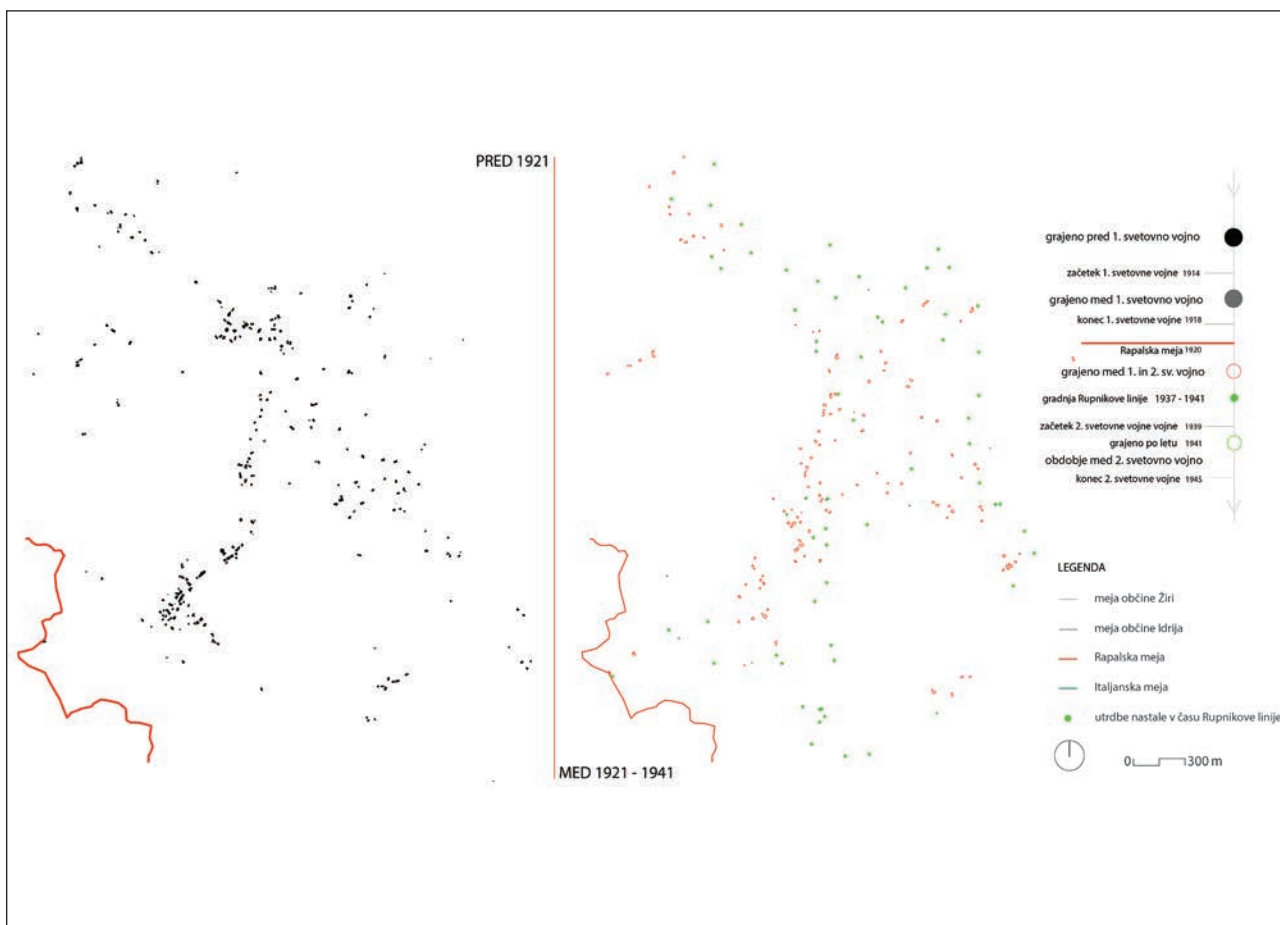 PRED 1921
MED 1921 - 1941
grajeno pred 1. svetovno vojno
začetek 1. svetovne vojne 1914
grajeno med 1. svetovno vojno
konec 1. svetovne vojne 1918
Rapalska meja 1920
grajeno med 1. in 2. sv. vojno
gradnja Rupnikove linije 1937 - 1941
začetek 2. svetovne vojne vojne 1939
grajeno po letu 1941
obdobje med 2. svetovno vojno
konec 2. svetovne vojne 1945
LEGENDA
meja občine Žiri
meja občine Idrija
Rapalska meja
Italjanska meja
utrdbe nastale v času Rupnikove linije
0 300 m